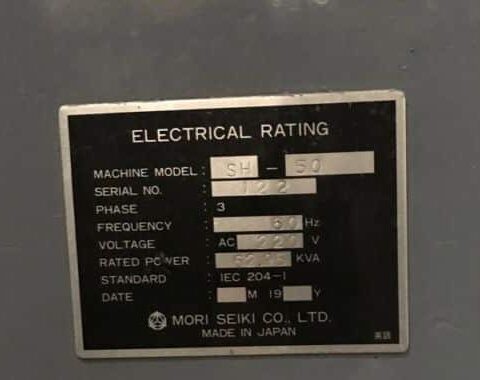 ELECTRICAL RATING
MACHINE MODEL : SH - 50
SERIAL NO. : 122
PHASE : 3
FREQUENCY : 60 Hz
VOLTAGE : AC 220 V
RATED POWER : KVA
STANDARD : IEC 204-1
DATE : M 19 Y
MORI SEIKI CO., LTD.
MADE IN JAPAN